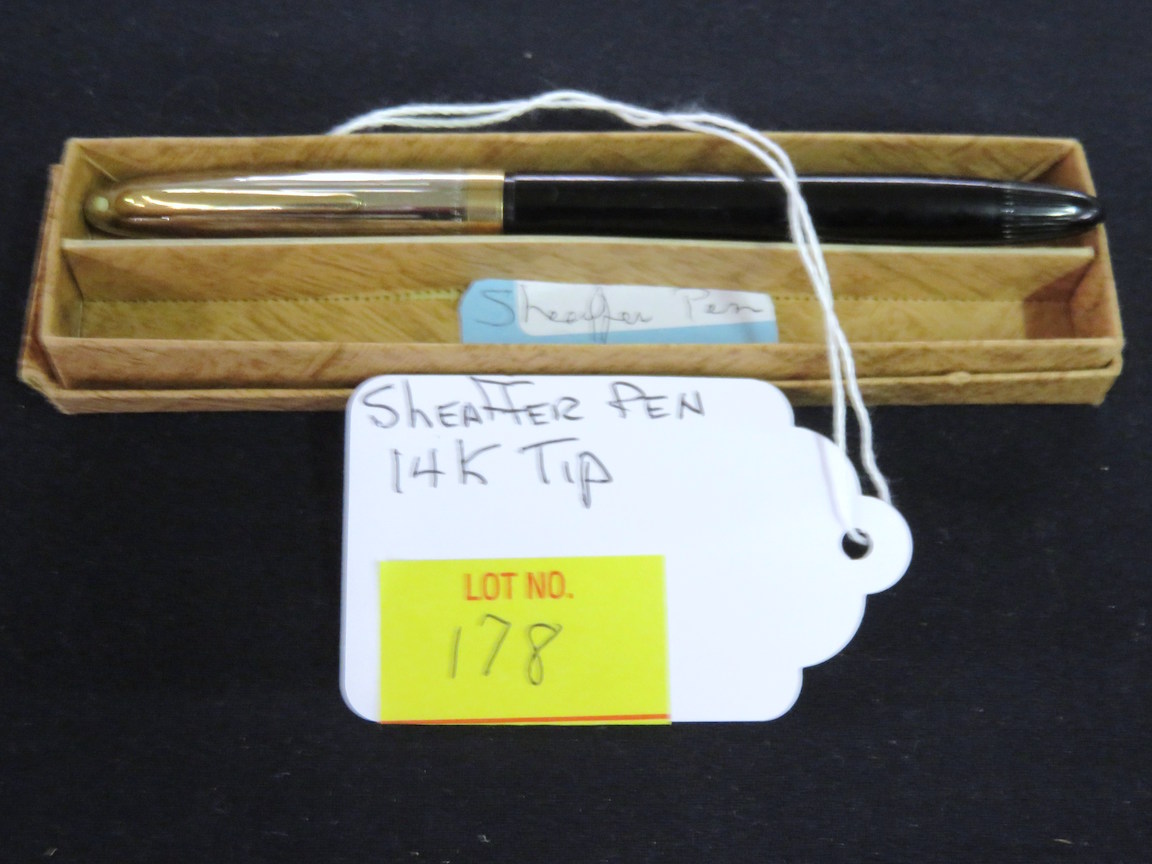 Sheaffer Pen
SHEAFFER PEN
14K TIP
LOT NO.
178